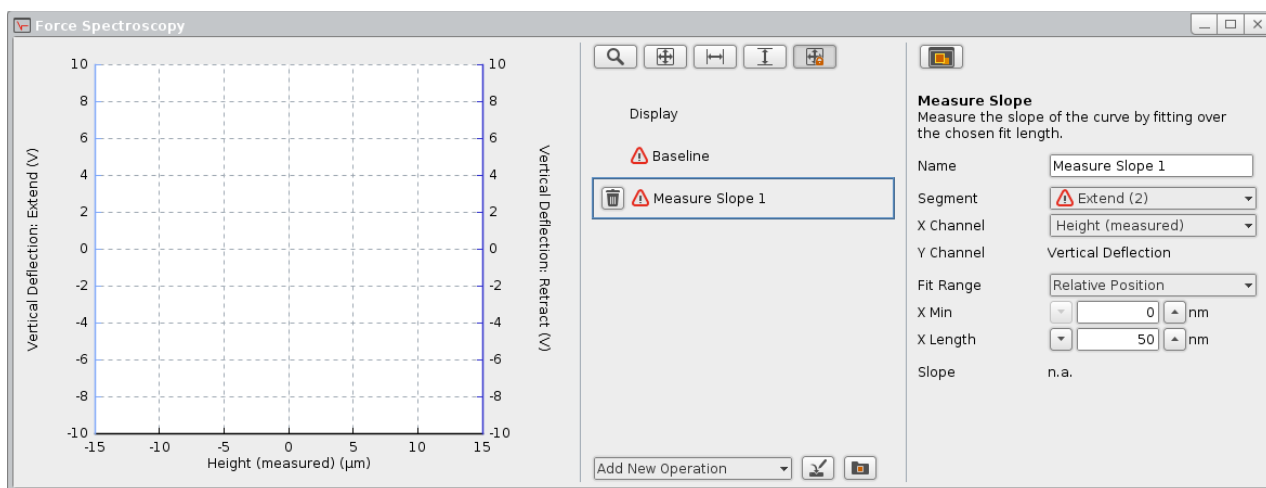 Force Spectroscopy
10
8
6
4
2
0
-2
-4
-6
-8
-10
Vertical Deflection: Extend (V)
10
8
6
4
2
0
-2
-4
-6
-8
-10
Vertical Deflection: Retract (V)
-15 -10 -5 0 5 10 15
Height (measured) (µm)
Display
Baseline
Measure Slope 1
Add New Operation
Measure Slope
Measure the slope of the curve by fitting over
the chosen fit length.
Name Measure Slope 1
Segment Extend (2)
X Channel Height (measured)
Y Channel Vertical Deflection
Fit Range Relative Position
X Min 0 nm
X Length 50 nm
Slope n.a.